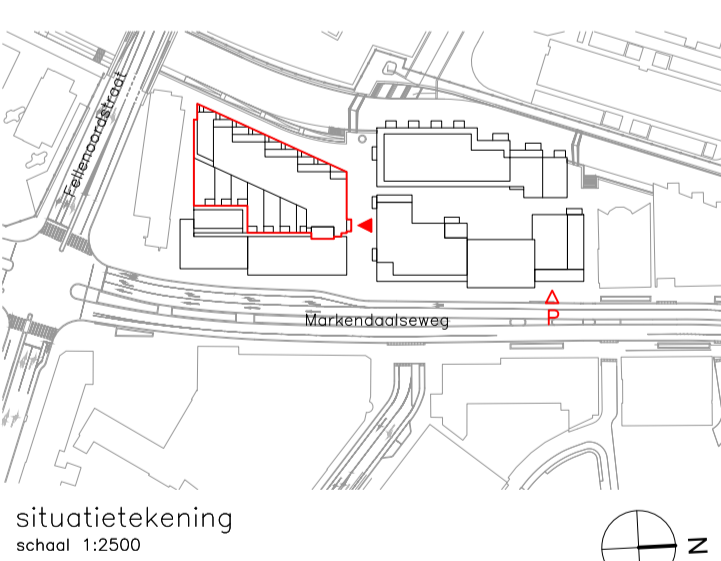 Fellenoordstraat
Markendaalseweg
P
situatietekening
schaal 1:2500
N